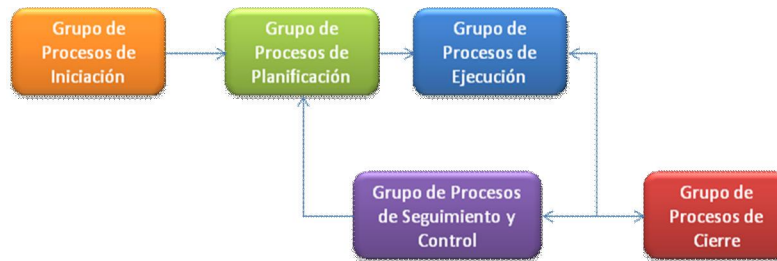 Grupo de
Procesos de
Iniciación
Grupo de
Procesos de
Planificación
Grupo de
Procesos de
Ejecución
Grupo de Procesos
de Seguimiento y
Control
Grupo de
Procesos de
Cierre